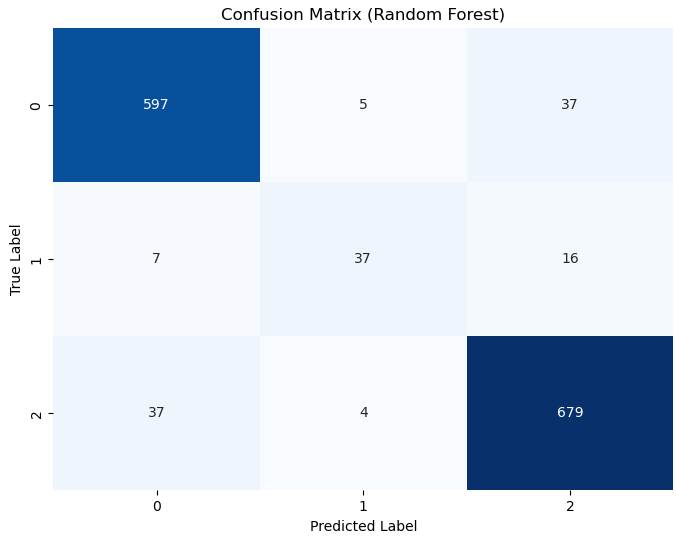 Confusion Matrix (Random Forest)
0 597 5 37
1 7 37 16
2 37 4 679
True Label
0 1 2
Predicted Label